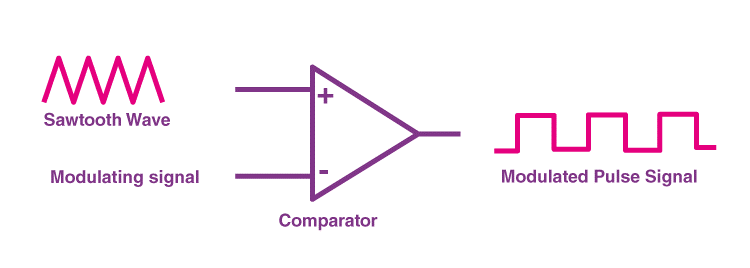 Sawtooth Wave
Modulating signal
+
-
Comparator
Modulated Pulse Signal